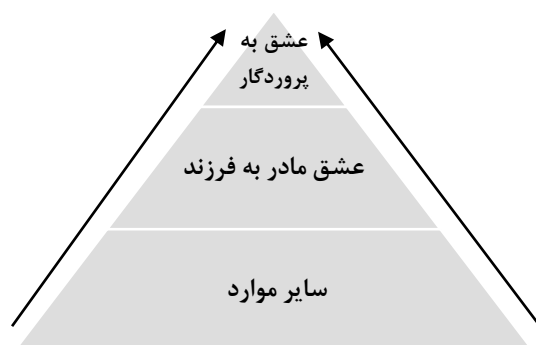 عشق به
پروردگار
عشق مادر به فرزند
سایر موارد